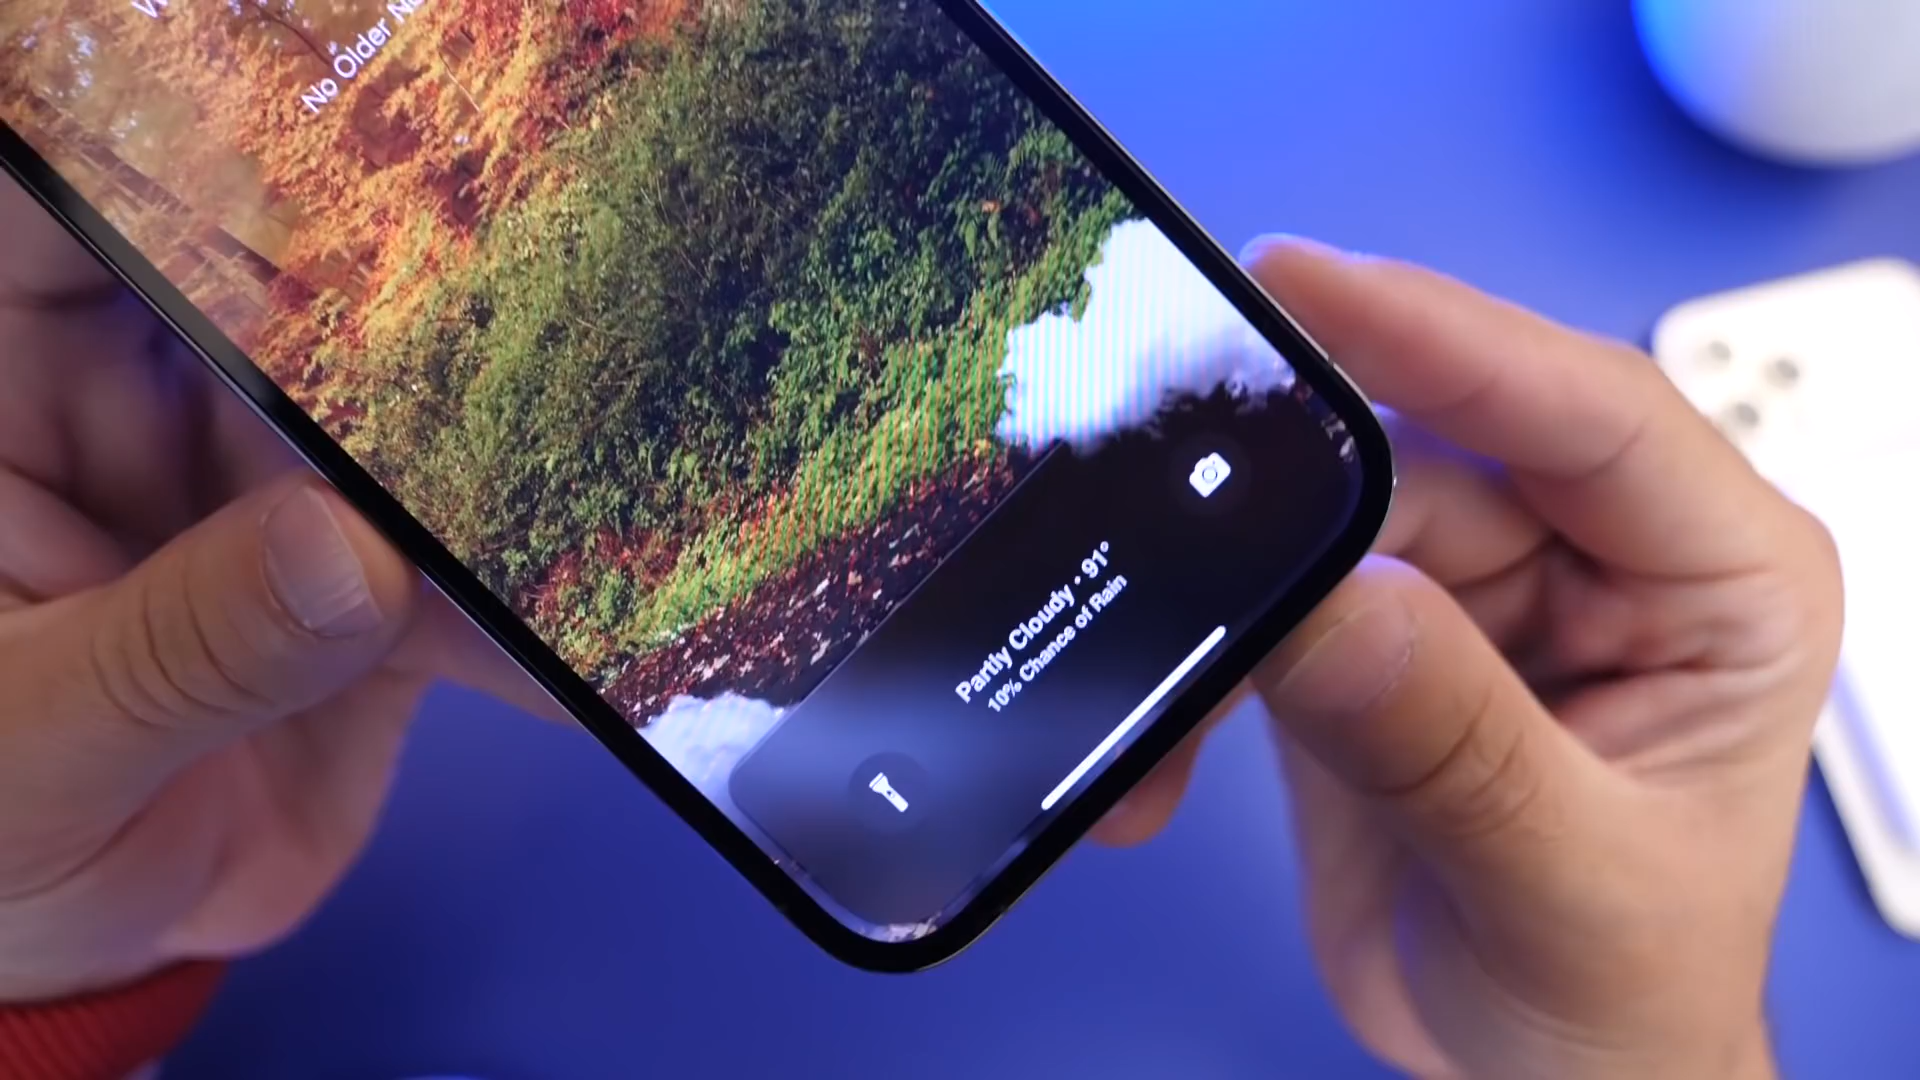 No Older
Partly Cloudy • 91°
10% Chance of Rain